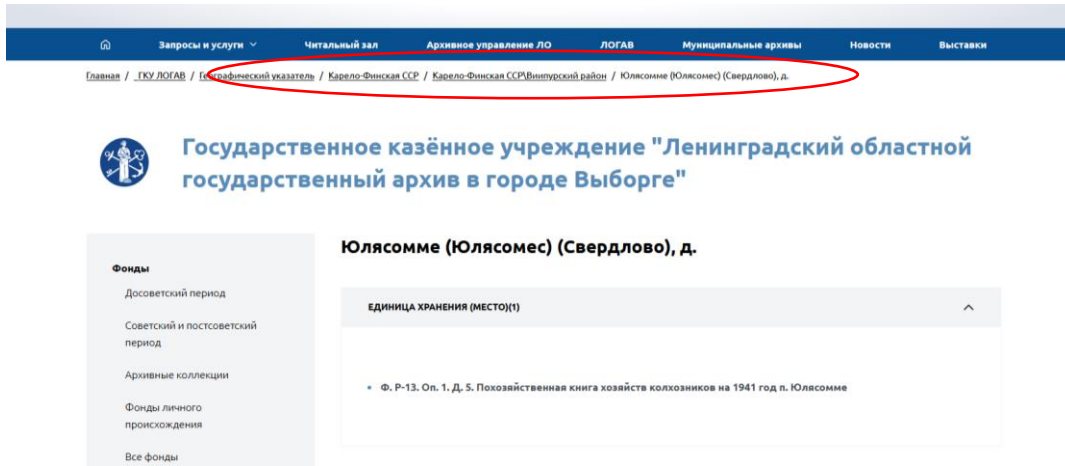 Запросы и услуги Читальный зал Архивное управление ЛО ЛОГАВ Муниципальные архивы Новости Выставки
Главная / ГКУ ЛОГАВ / Географический указатель / Карело-Финская ССР / Карело-Финская ССР\Виипурский район / Юлясомме (Юлясомес) (Свердлово), д.
Государственное казённое учреждение "Ленинградский областной
государственный архив в городе Выборге"
Юлясомме (Юлясомес) (Свердлово), д.
Фонды
Досоветский период
Советский и постсоветский
период
Архивные коллекции
Фонды личного
происхождения
Все фонды
ЕДИНИЦА ХРАНЕНИЯ (МЕСТО)(1)
• Ф. Р-13. Оп. 1. Д. 5. Похозяйственная книга хозяйств колхозников на 1941 год п. Юлясомме